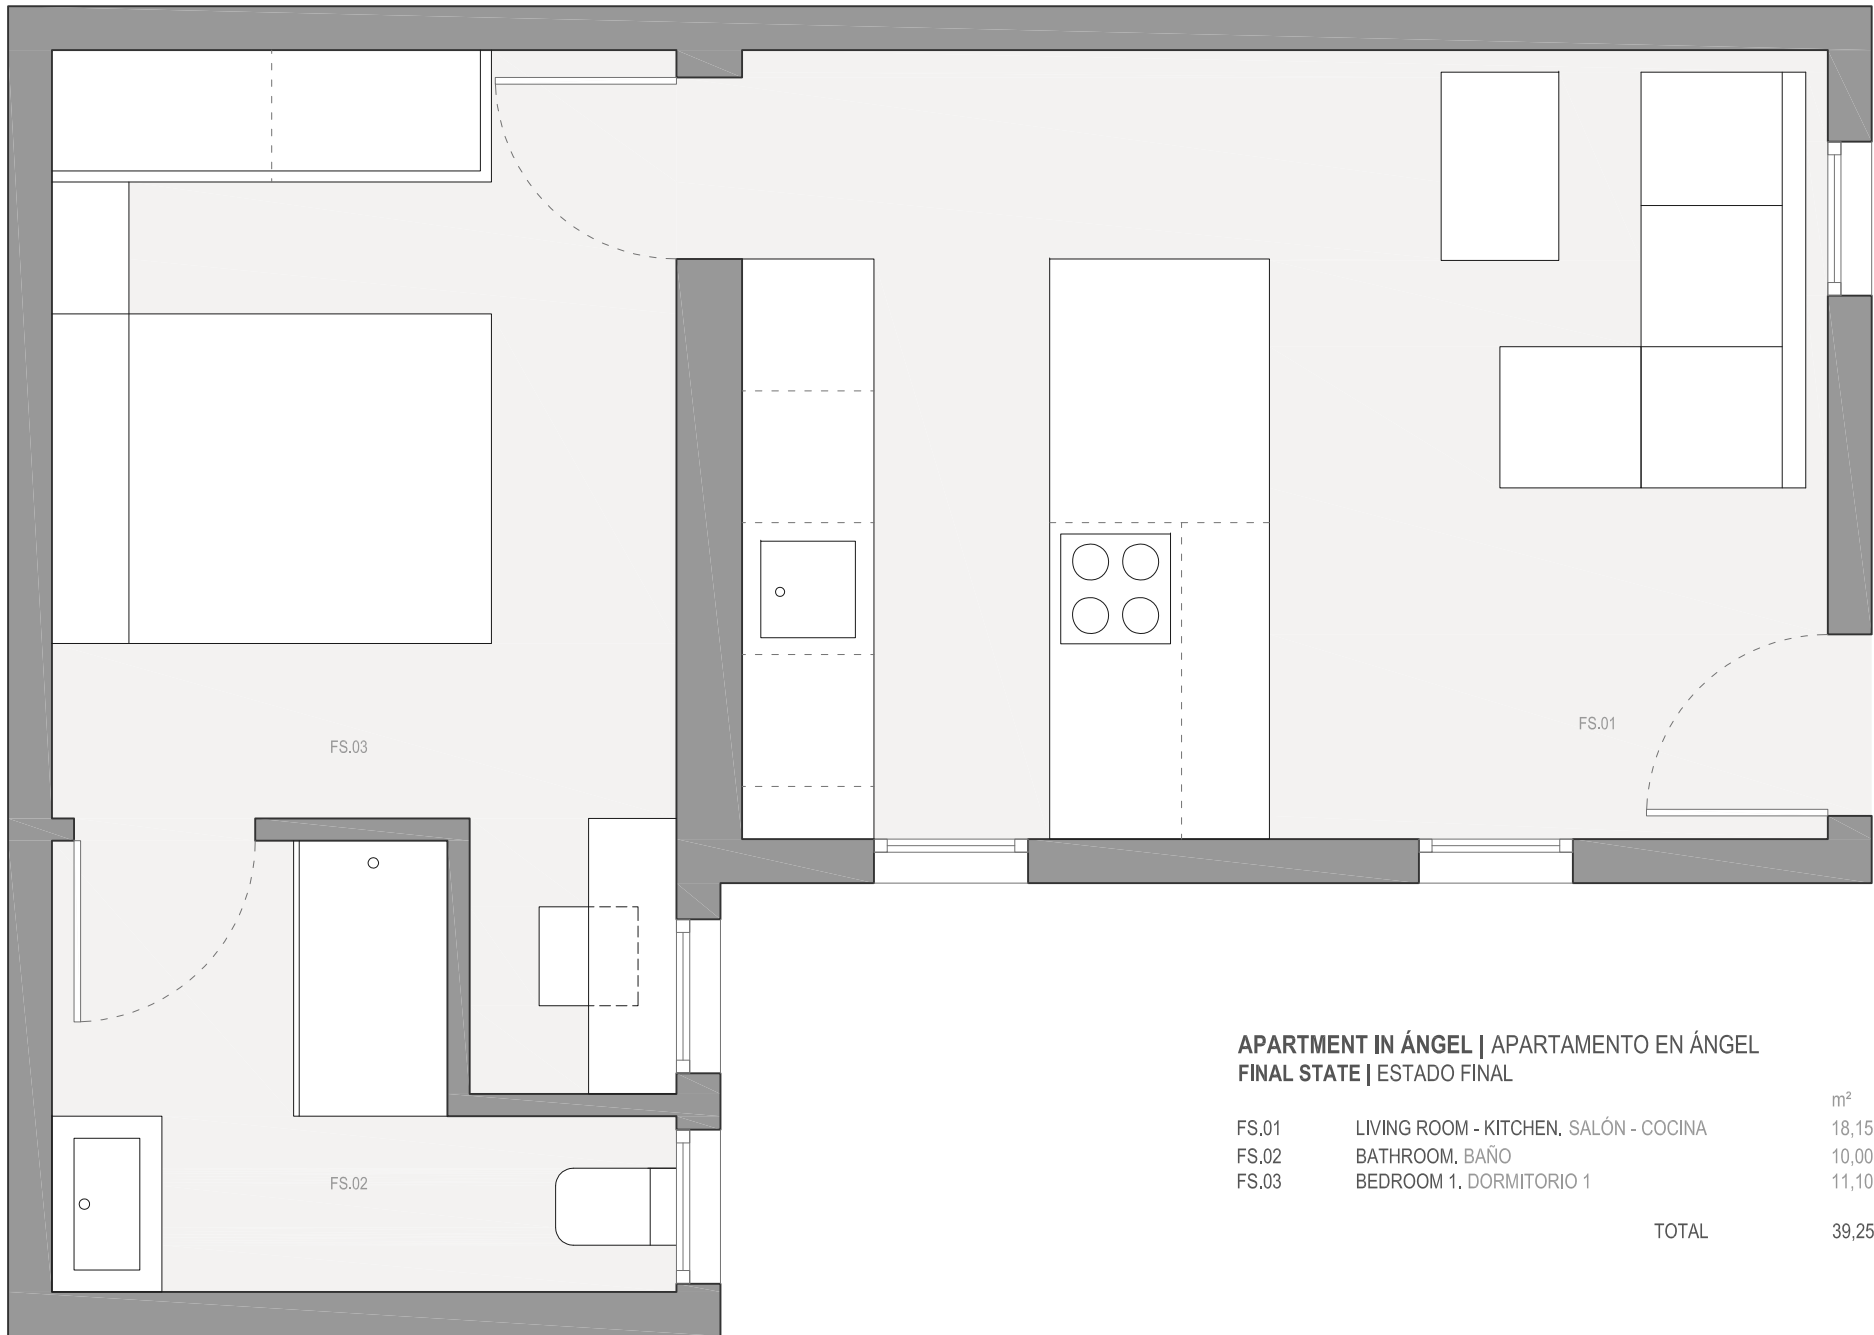 FS.03
FS.01
FS.02
APARTMENT IN ÁNGEL | APARTAMENTO EN ÁNGEL
FINAL STATE | ESTADO FINAL
m²
FS.01 LIVING ROOM - KITCHEN. SALÓN - COCINA 18,15
FS.02 BATHROOM. BAÑO 10,00
FS.03 BEDROOM 1. DORMITORIO 1 11,10
TOTAL 39,25